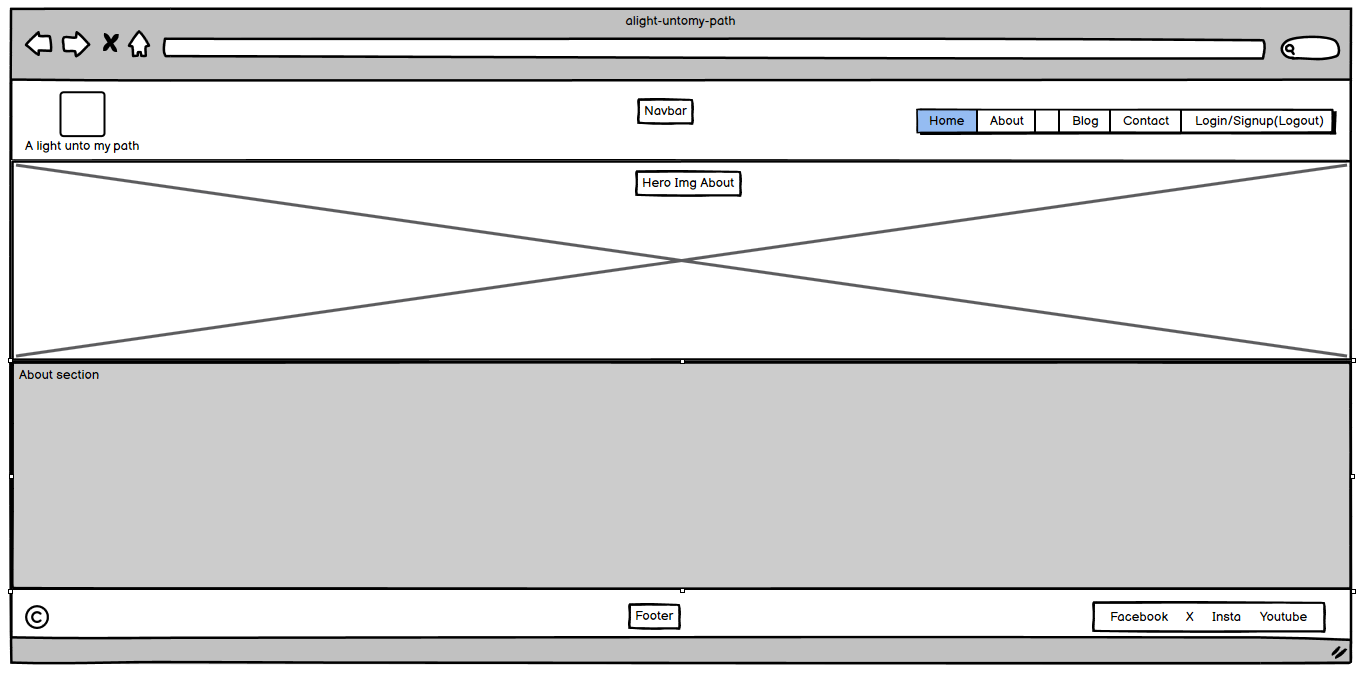 alight-untomy-path
Navbar
Home About Blog Contact Login/Signup(Logout)
A light unto my path
Hero Img About
About section
© Footer Facebook X Insta Youtube